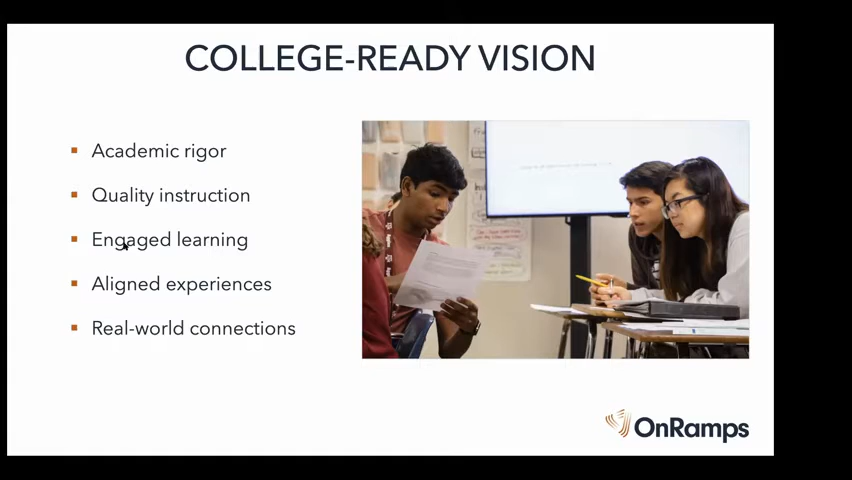 COLLEGE-READY VISION
Academic rigor
Quality instruction
Engaged learning
Aligned experiences
Real-world connections
OnRamps